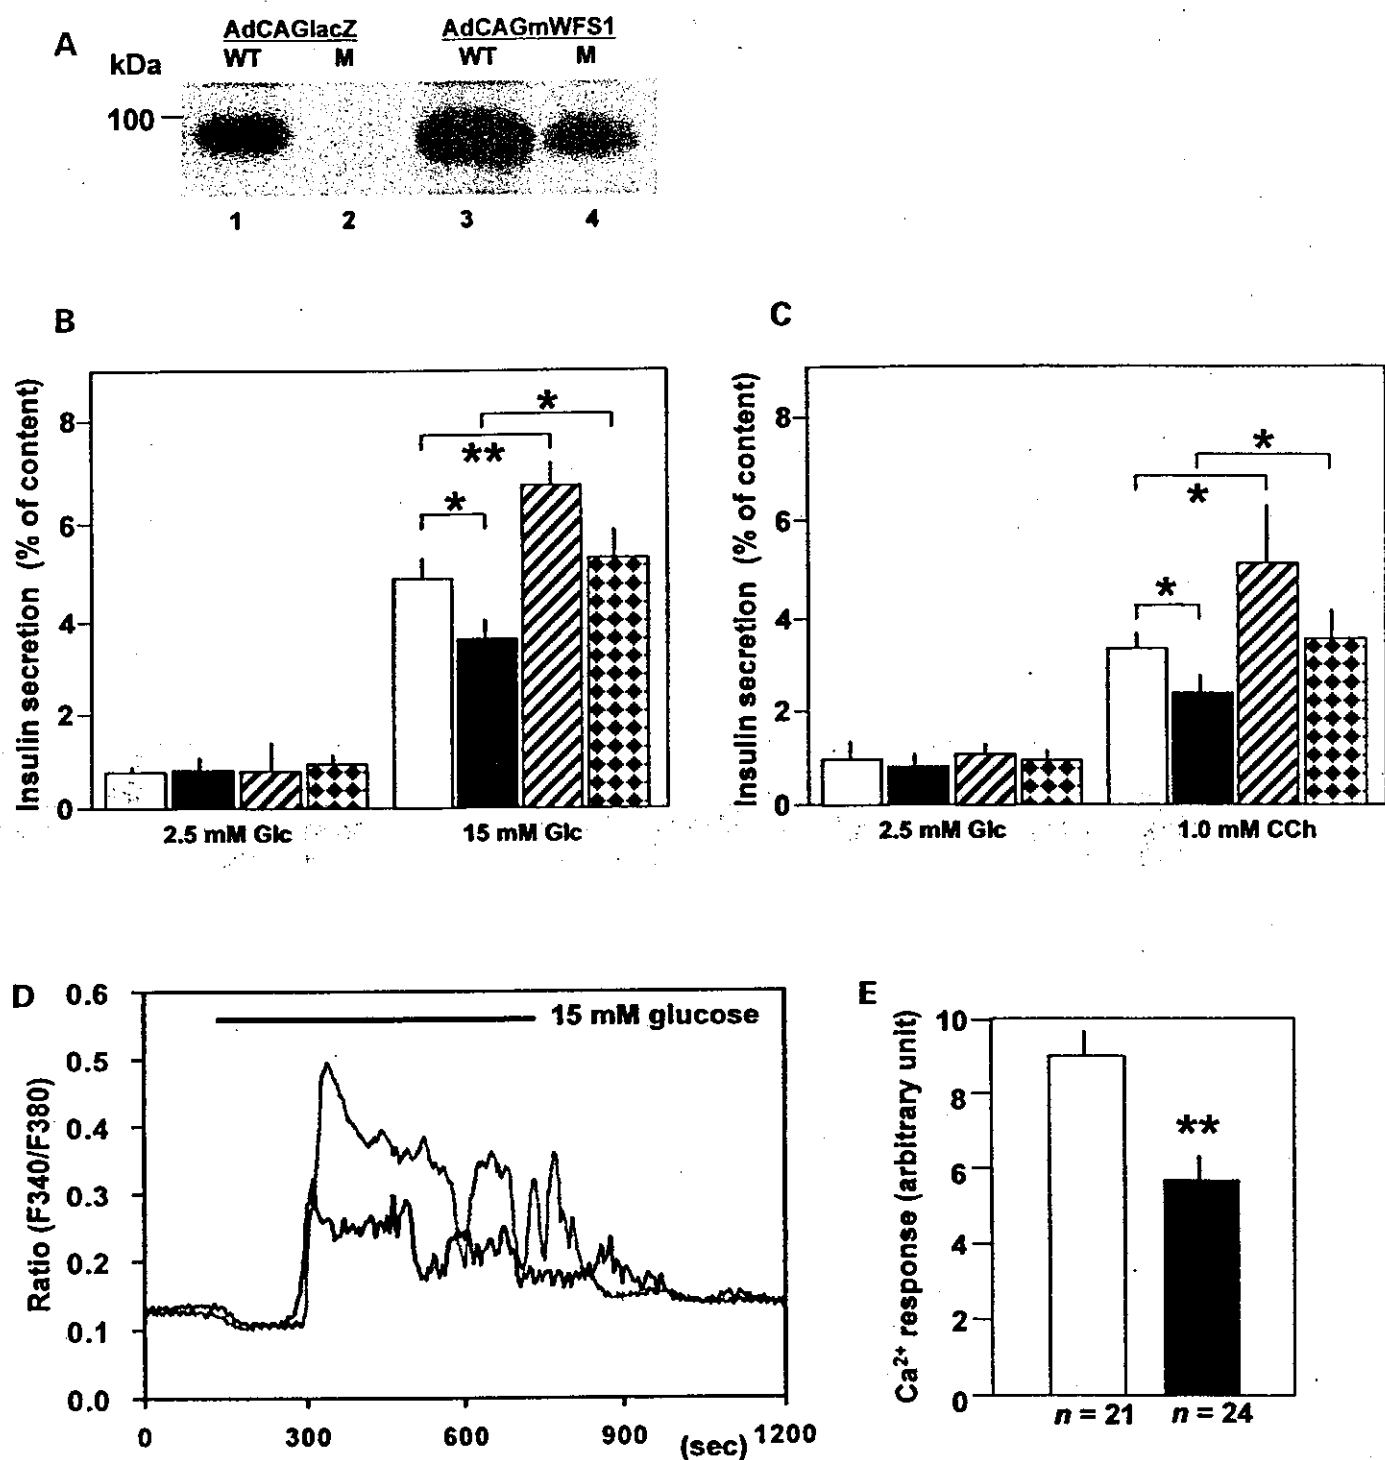 A
AdCAGlacZ AdCAGmWFS1
kDa WT M WT M
100
1 2 3 4
B
Insulin secretion (% of content)
8
6
4
2
0
* ** *
2.5 mM Glc 15 mM Glc
C
Insulin secretion (% of content)
8
6
4
2
0
* * *
2.5 mM Glc 1.0 mM CCh
D
Ratio (F340/F380)
0.6
0.5
0.4
0.3
0.2
0.1
0.0
15 mM glucose
0 300 600 900 (sec) 1200
E
Ca²⁺ response (arbitrary unit)
10
8
6
4
2
0
**
n = 21 n = 24